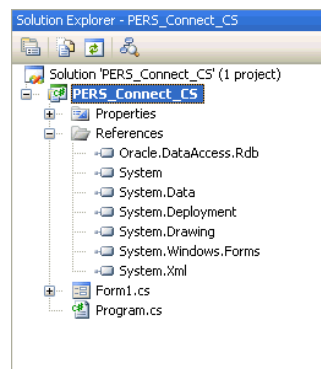 Solution Explorer - PERS_Connect_CS
Solution 'PERS_Connect_CS' (1 project)
PERS_Connect_CS
Properties
References
Oracle.DataAccess.Rdb
System
System.Data
System.Deployment
System.Drawing
System.Windows.Forms
System.Xml
Form1.cs
Program.cs